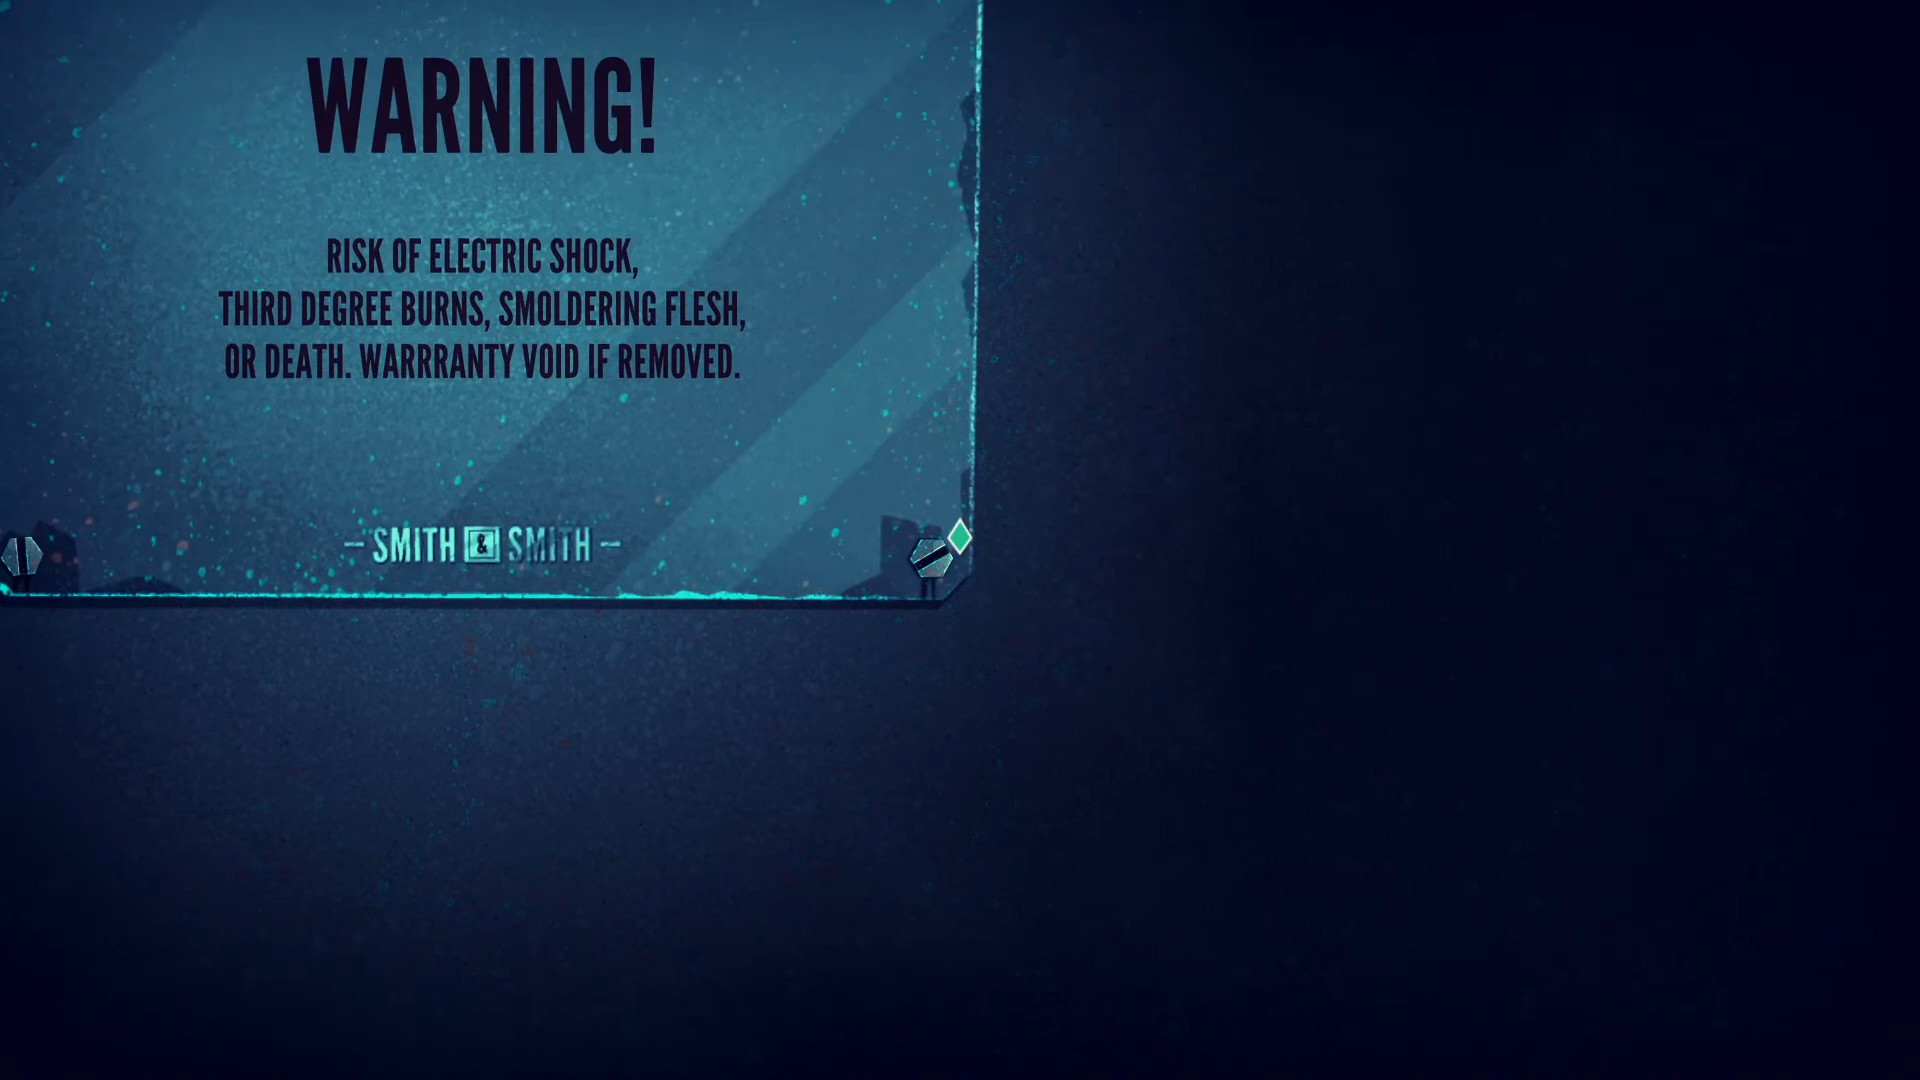 WARNING!
RISK OF ELECTRIC SHOCK,
THIRD DEGREE BURNS, SMOLDERING FLESH,
OR DEATH. WARRRANTY VOID IF REMOVED.
– SMITH & SMITH –